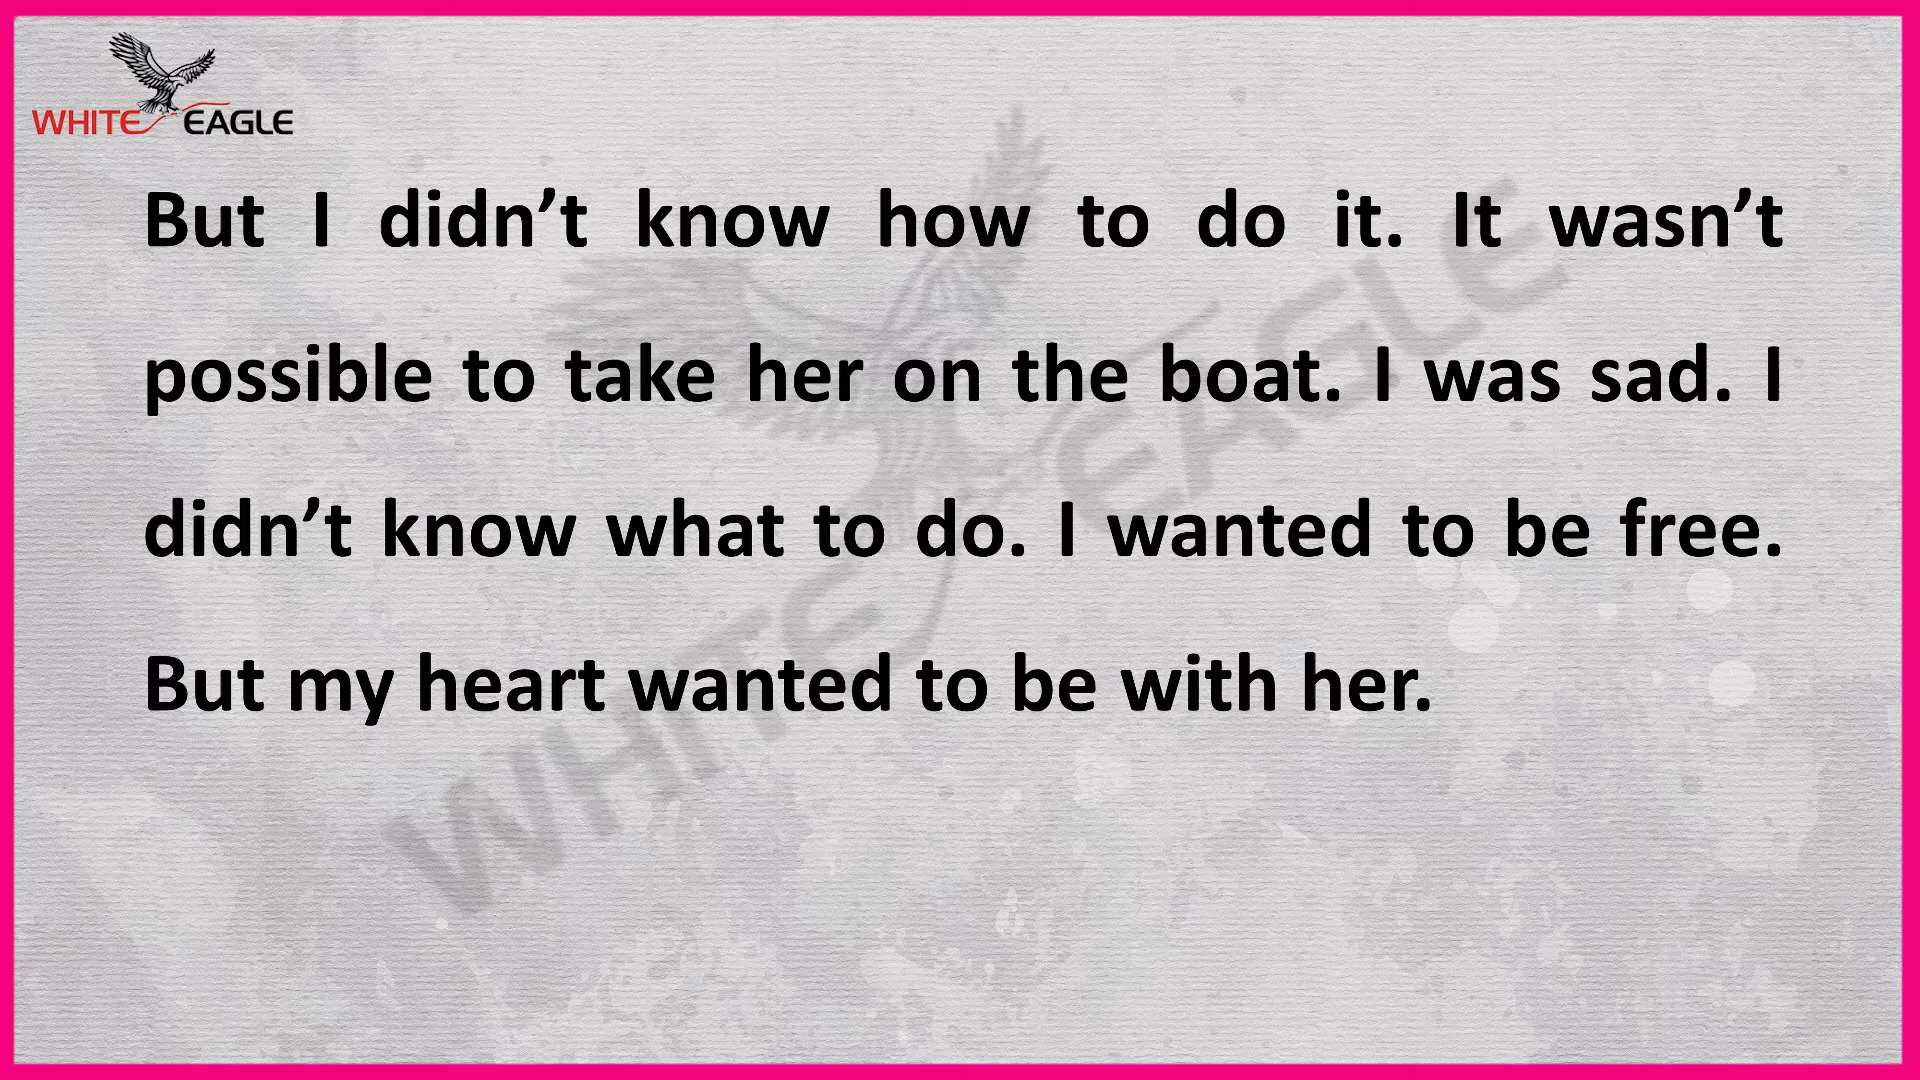 WHITE EAGLE
But I didn’t know how to do it. It wasn’t
possible to take her on the boat. I was sad. I
didn’t know what to do. I wanted to be free.
But my heart wanted to be with her.
WHITE EAGLE